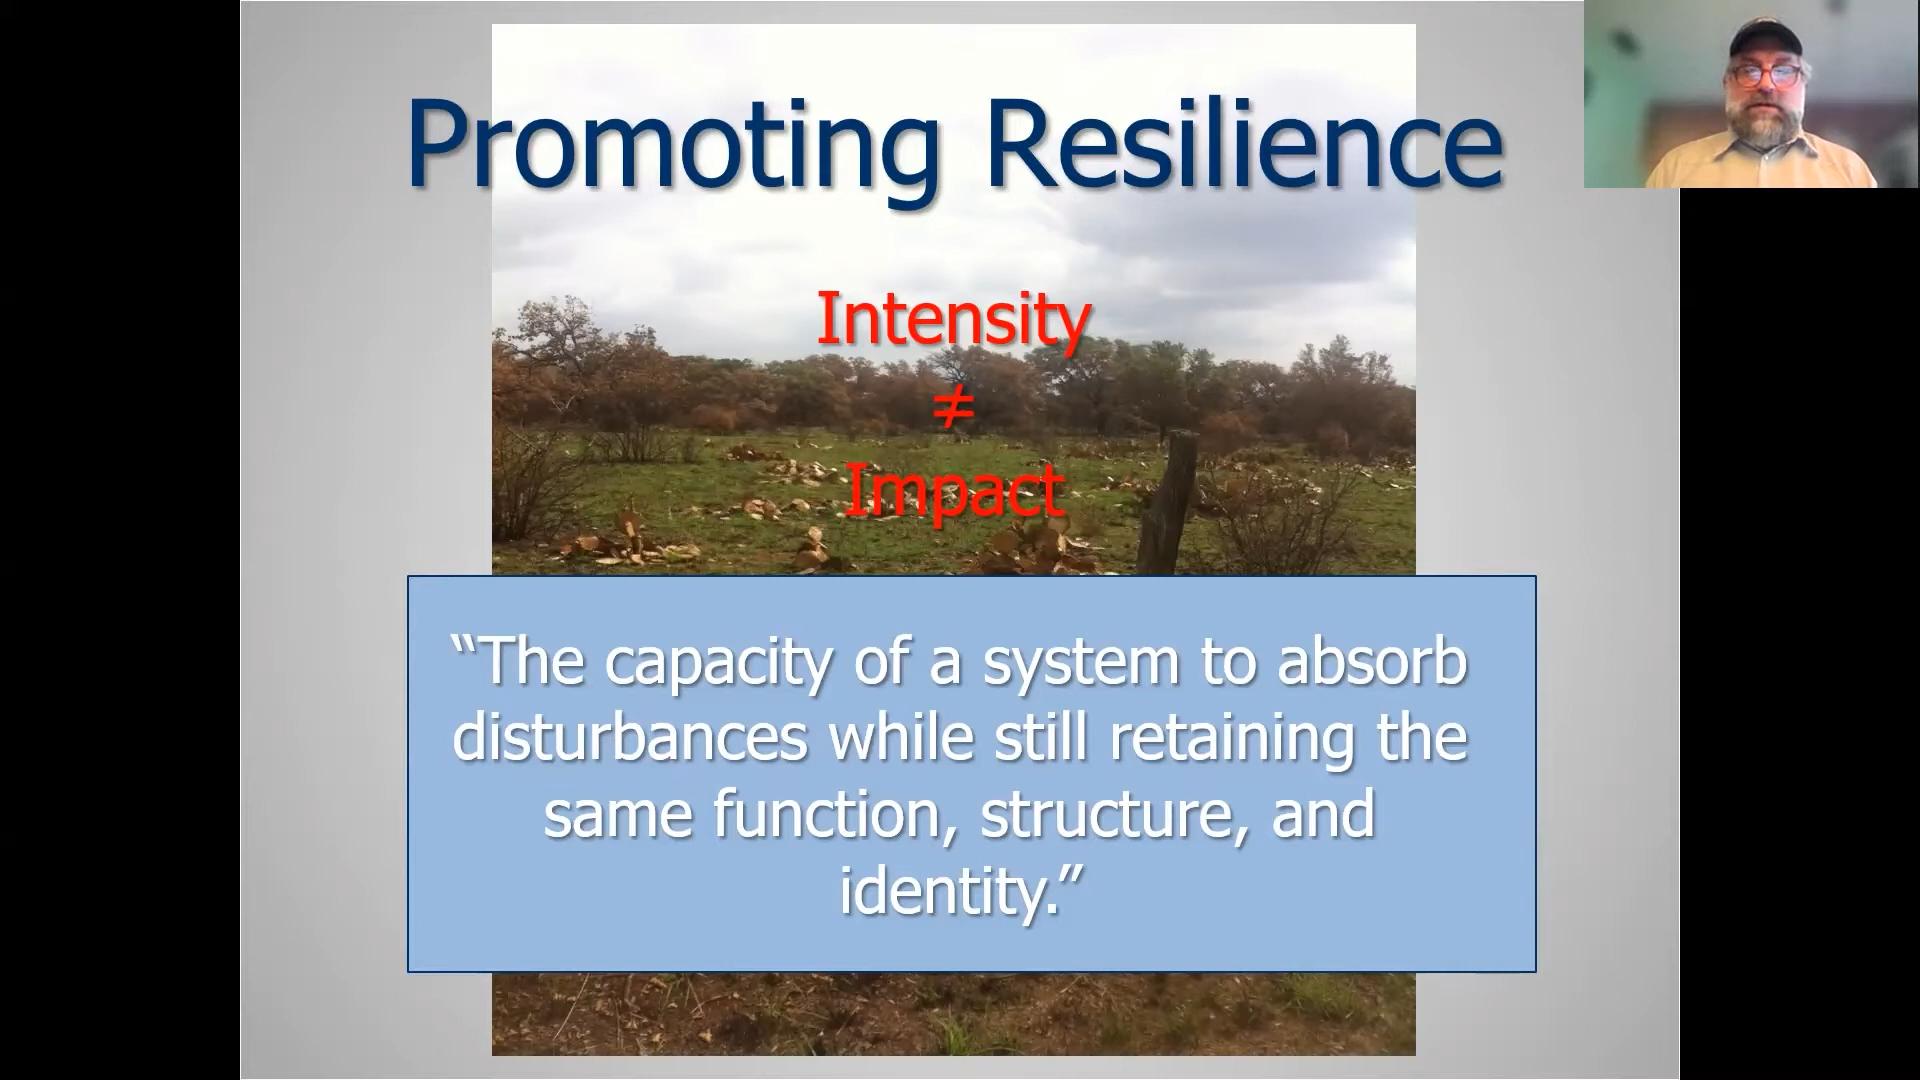 Promoting Resilience
Intensity
≠
Impact
“The capacity of a system to absorb
disturbances while still retaining the
same function, structure, and
identity.”